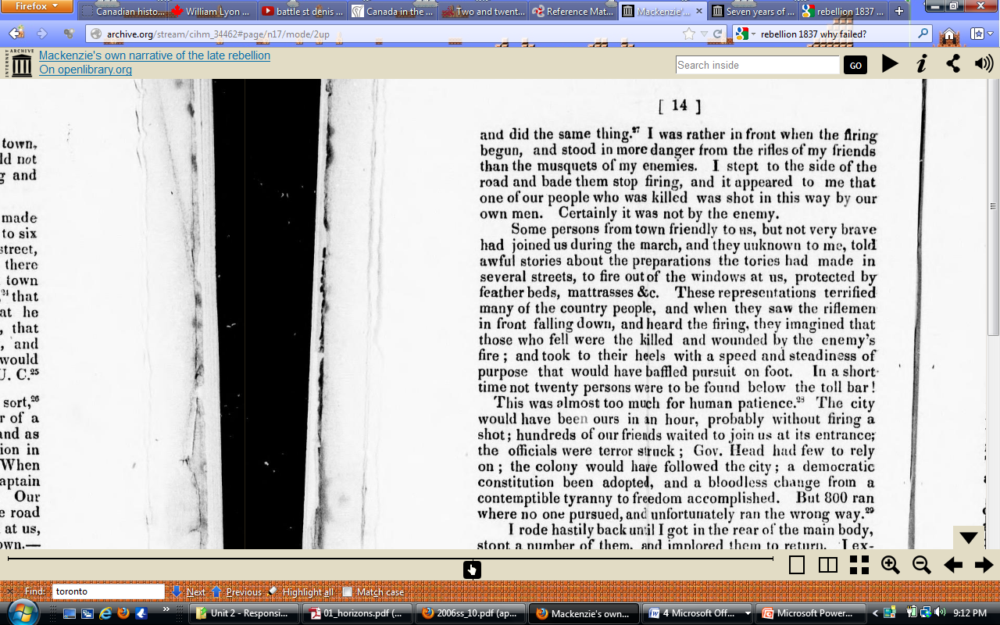 Firefox
Canadian histo...
William Lyon ...
battle st denis ...
Canada in the ...
Two and twent...
Reference Mat...
Mackenzie'...
Seven years of ...
rebellion 1837 ...
archive.org/stream/cihm_34462#page/n17/mode/2up
rebellion 1837 why failed?
INTERNET ARCHIVE
Mackenzie's own narrative of the late rebellion
On openlibrary.org
Search inside
GO
town,
ld not
g and
made
to six
street,
there
town
,24 that
at he
, that
, and
would
U. C.25
sort,26
r of a
and as
ion in
When
aptain
Our
e road
at us,
own.—
[ 14 ]
and did the same thing.27 I was rather in front when the firing
begun, and stood in more danger from the rifles of my friends
than the musquets of my enemies. I stept to the side of the
road and bade them stop firing, and it appeared to me that
one of our people who was killed was shot in this way by our
own men. Certainly it was not by the enemy.
Some persons from town friendly to us, but not very brave
had joined us during the march, and they unknown to me, told
awful stories about the preparations the tories had made in
several streets, to fire out of the windows at us, protected by
feather beds, mattrasses &c. These representations terrified
many of the country people, and when they saw the riflemen
in front falling down, and heard the firing, they imagined that
those who fell were the killed and wounded by the enemy's
fire ; and took to their heels with a speed and steadiness of
purpose that would have baffled pursuit on foot. In a short
time not twenty persons were to be found below the toll bar!
This was almost too much for human patience.28 The city
would have been ours in an hour, probably without firing a
shot ; hundreds of our friends waited to join us at its entrance;
the officials were terror struck ; Gov. Head had few to rely
on ; the colony would have followed the city ; a democratic
constitution been adopted, and a bloodless change from a
contemptible tyranny to freedom accomplished. But 800 ran
where no one pursued, and unfortunately ran the wrong way.29
I rode hastily back until I got in the rear of the main body,
stopt a number of them, and implored them to return. I ex-
Find: toronto Next Previous Highlight all Match case
Unit 2 - Responsi...
01_horizons.pdf (...
2006ss_10.pdf (ap...
Mackenzie's own...
4 Microsoft Off...
Microsoft Power...
9:12 PM